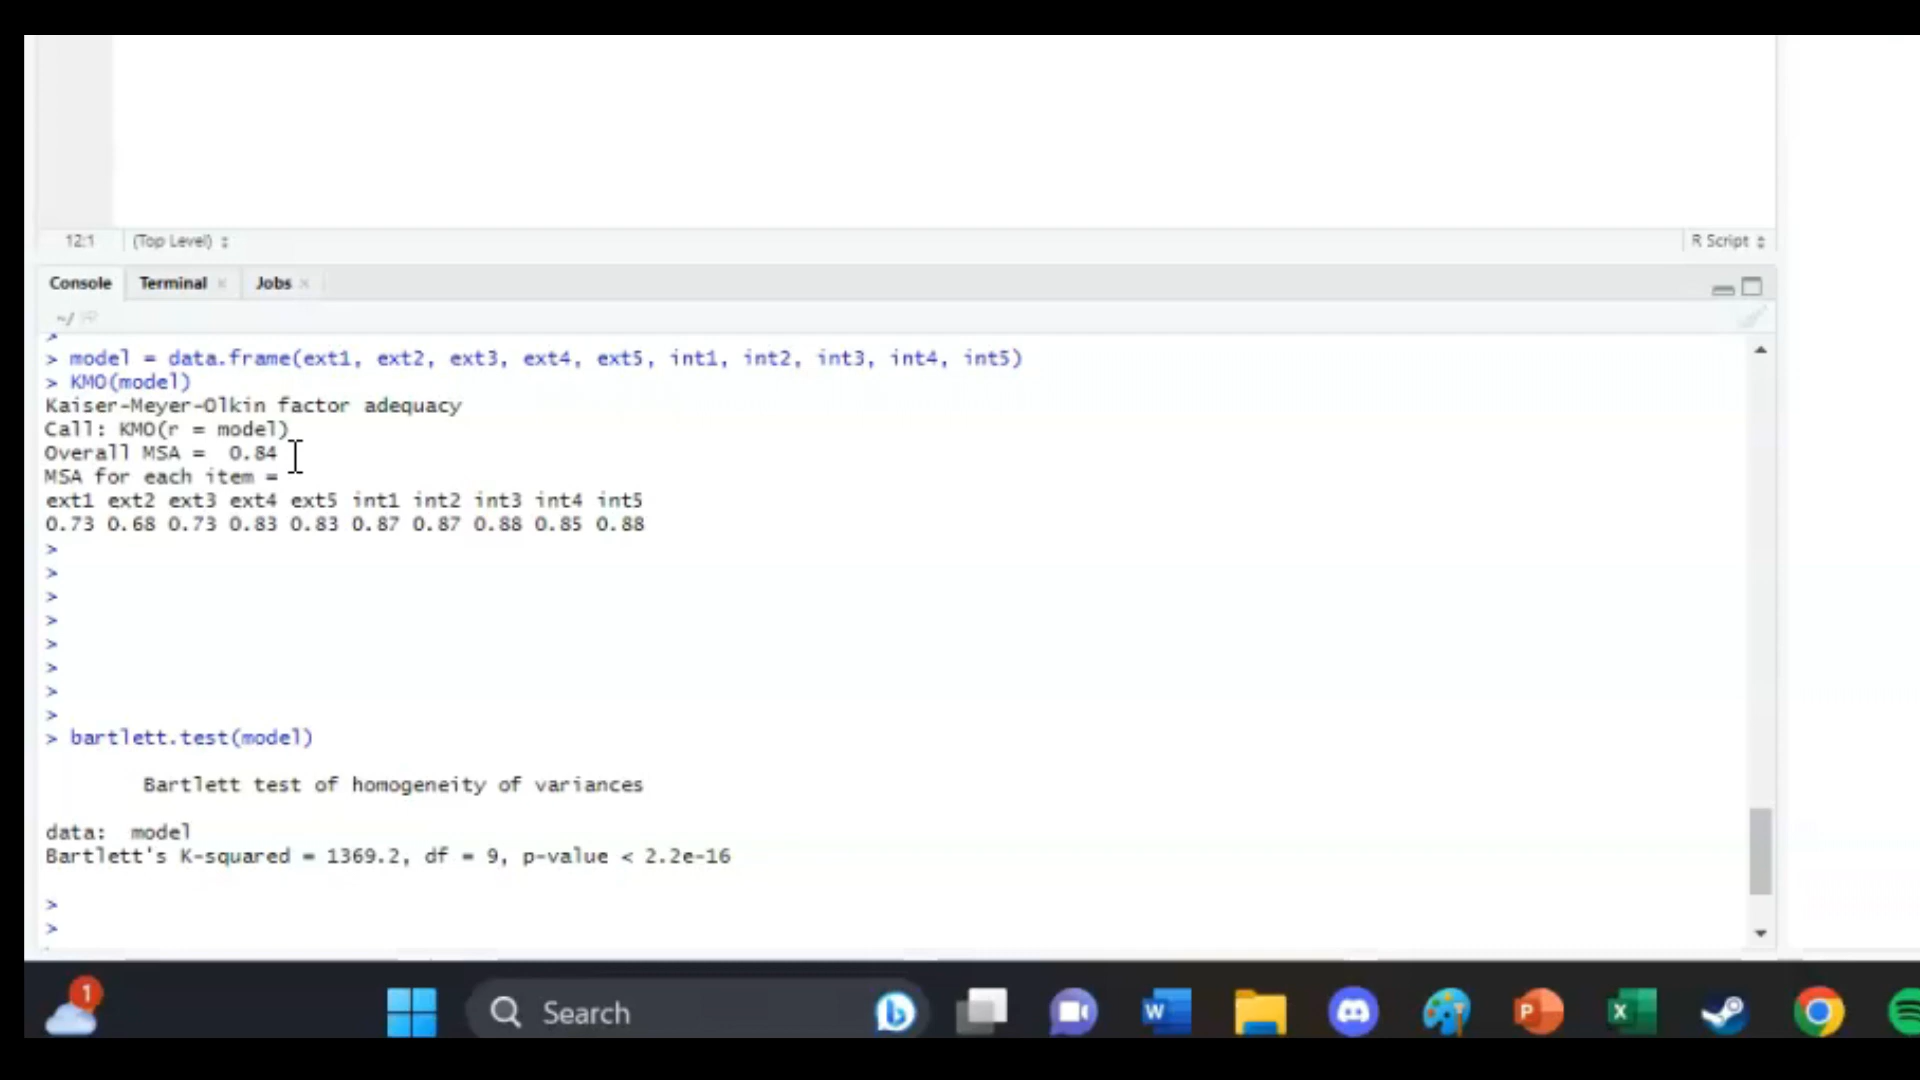 12:1 (Top Level) R Script
Console Terminal Jobs
~/
>
> model = data.frame(ext1, ext2, ext3, ext4, ext5, int1, int2, int3, int4, int5)
> KMO(model)
Kaiser-Meyer-Olkin factor adequacy
Call: KMO(r = model)
Overall MSA =  0.84
MSA for each item =
ext1 ext2 ext3 ext4 ext5 int1 int2 int3 int4 int5
0.73 0.68 0.73 0.83 0.83 0.87 0.87 0.88 0.85 0.88
>
>
>
>
>
>
>
>
> bartlett.test(model)
Bartlett test of homogeneity of variances
data:  model
Bartlett's K-squared = 1369.2, df = 9, p-value < 2.2e-16
>
>
1 Search b W P X